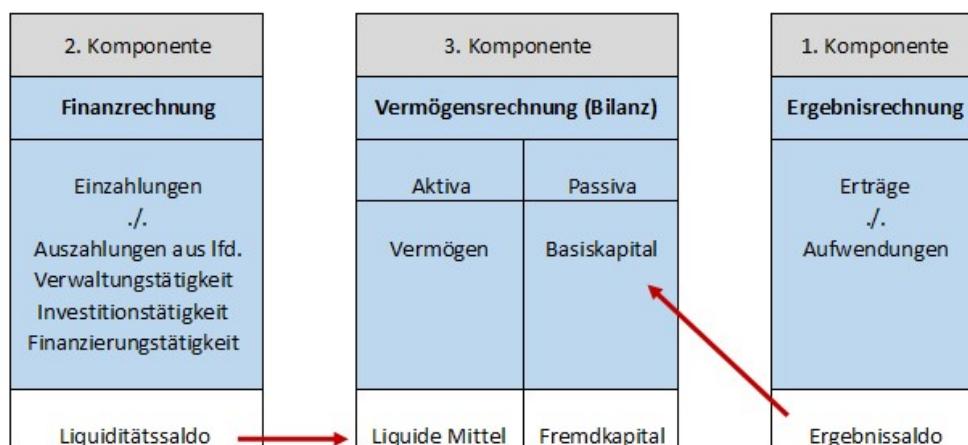 2. Komponente
Finanzrechnung
Einzahlungen
./.
Auszahlungen aus lfd.
Verwaltungstätigkeit
Investitionstätigkeit
Finanzierungstätigkeit
Liquiditätssaldo
3. Komponente
Vermögensrechnung (Bilanz)
Aktiva
Passiva
Vermögen
Basiskapital
Liquide Mittel
Fremdkapital
1. Komponente
Ergebnisrechnung
Erträge
./.
Aufwendungen
Ergebnissaldo